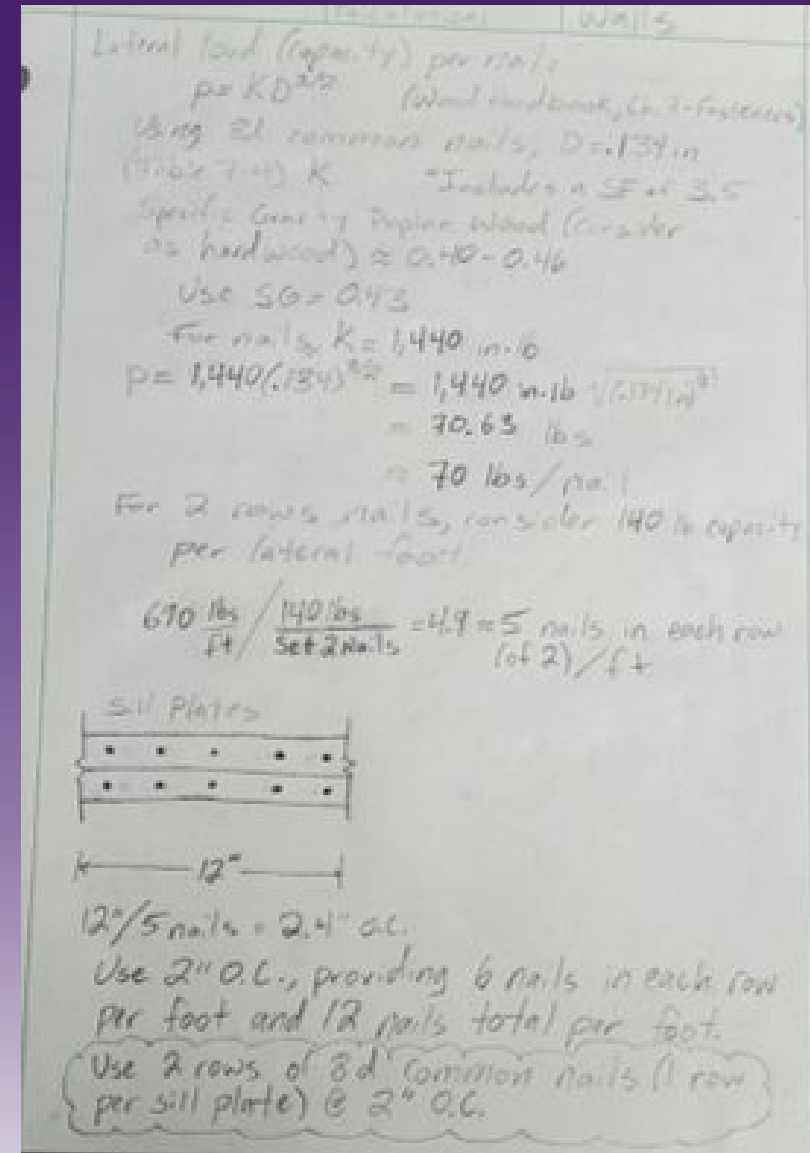 Calculations Walls
Lateral load (capacity) per nails
p = KD^3/2 (Wood Handbook, Ch. 7-Fasteners)
Using 8d common nails, D=.134 in
(Table 7-4) K *Includes a SF of 3.5
Specific Gravity Poplar Wood (Consider
as hardwood) ≈ 0.40-0.46
Use SG=
For nails, K = 1,440 in·lb
p= 1,440(.134)^3/2 = 1,440 in·lb √(.134 in)^3
= 70.63 lbs
= 70 lbs/nail
For 2 rows nails, consider 140 lb capacity
per lateral foot.
lbs/ft / 140 lbs/Set 2 Nails = 4.9 ≈ 5 nails in each row
(of 2)/ft
Sill Plates
12"
12"/5 nails = 2.4" O.C.
Use 2" O.C., providing 6 nails in each row
per foot and 12 nails total per foot.
Use 2 rows of 8d common nails (1 row
per sill plate) @ 2" O.C.